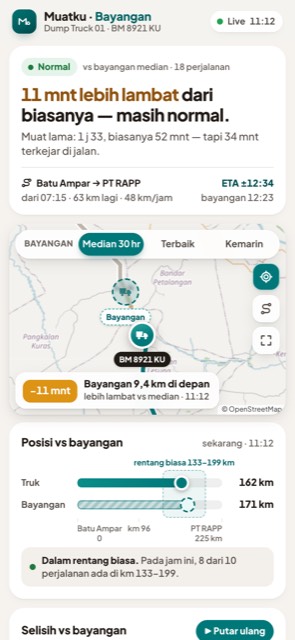 Mb Muatku · Bayangan
Dump Truck 01 · BM 8921 KU
Live 11:12
Normal vs bayangan median · 18 perjalanan
11 mnt lebih lambat dari
biasanya — masih normal.
Muat lama: 1 j 33, biasanya 52 mnt — tapi 34 mnt
terkejar di jalan.
Batu Ampar → PT RAPP
ETA ±12:34
dari 07:15 · 63 km lagi · 48 km/jam
bayangan 12:23
BAYANGAN Median 30 hr Terbaik Kemarin
Bandar
Petalangan
Bayangan
Pangkalan
Kuras
BM 8921 KU
−11 mnt
Bayangan 9,4 km di depan
lebih lambat vs median · 11:12
© OpenStreetMap
Posisi vs bayangan
sekarang · 11:12
rentang biasa 133–199 km
Truk 162 km
Bayangan 171 km
Batu Ampar km 96 PT RAPP
0 225 km
Dalam rentang biasa. Pada jam ini, 8 dari 10
perjalanan ada di km 133–199.
Selisih vs bayangan
Putar ulang